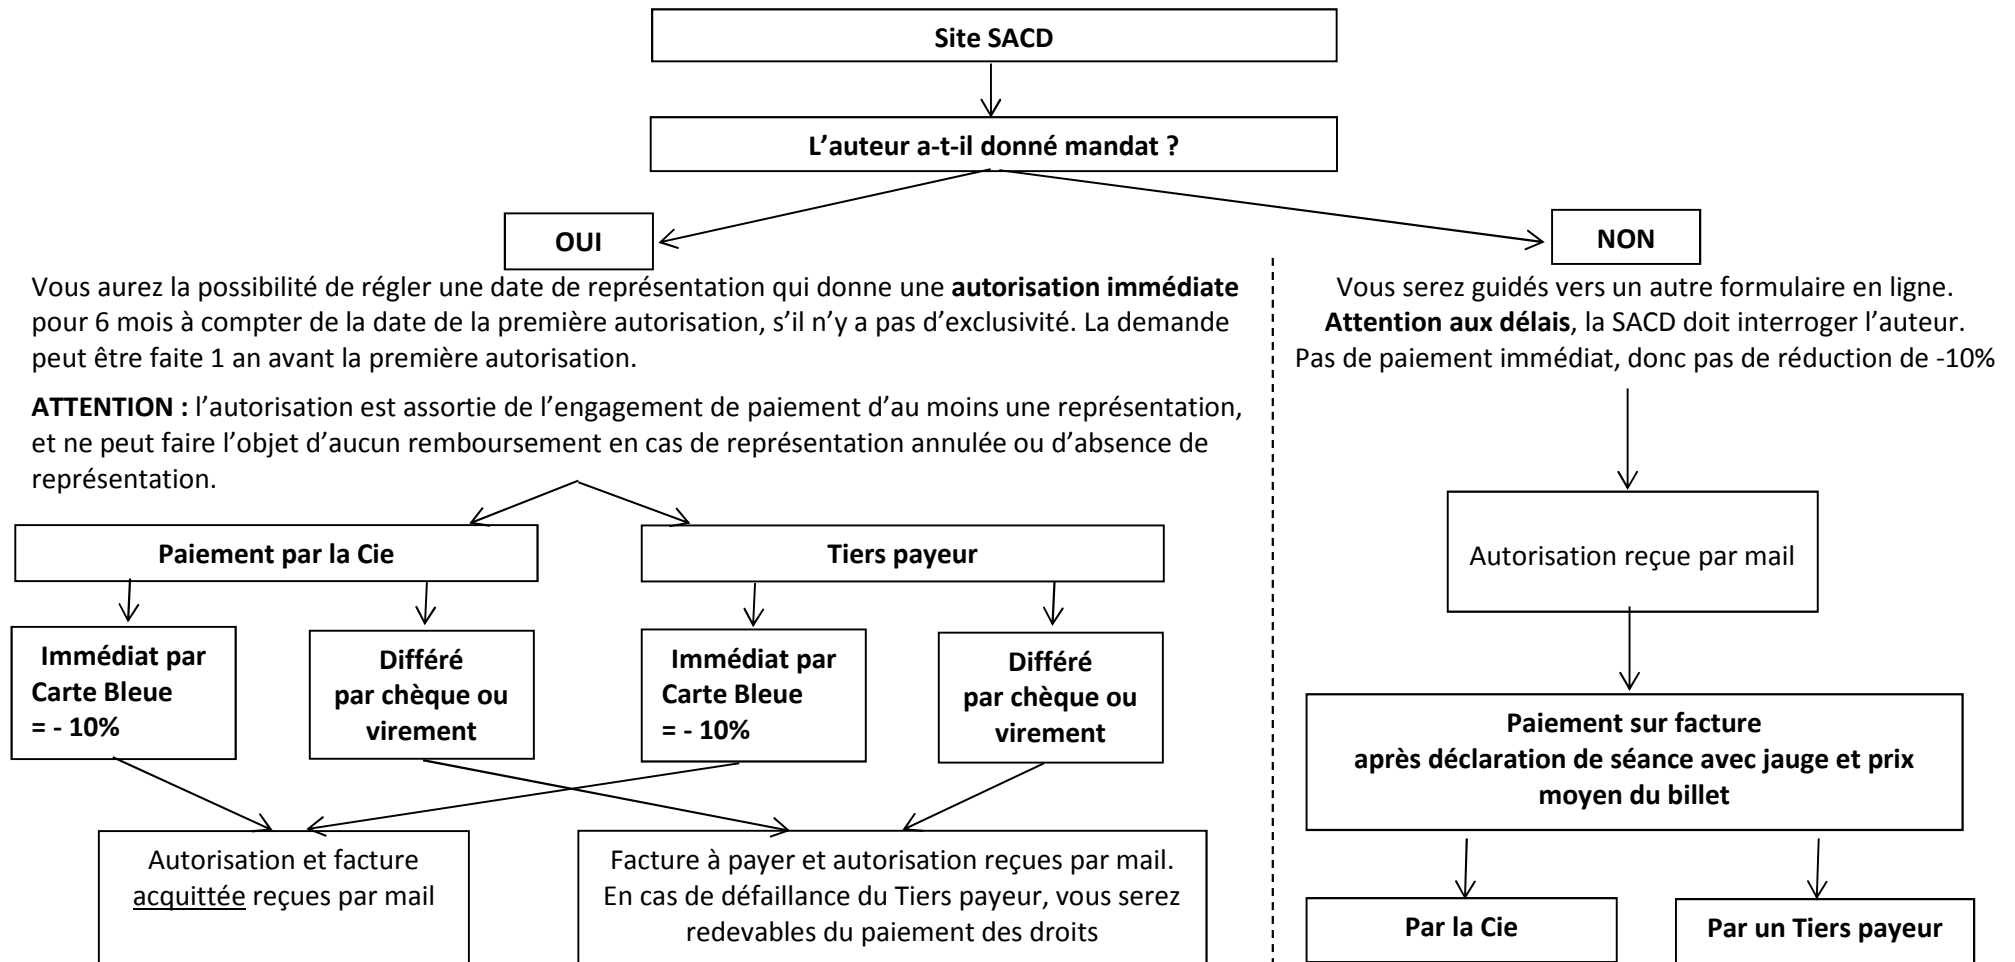 Site SACD
L’auteur a-t-il donné mandat ?
OUI
Vous aurez la possibilité de régler une date de représentation qui donne une autorisation immédiate
pour 6 mois à compter de la date de la première autorisation, s’il n’y a pas d’exclusivité. La demande
peut être faite 1 an avant la première autorisation.
ATTENTION : l’autorisation est assortie de l’engagement de paiement d’au moins une représentation,
et ne peut faire l’objet d’aucun remboursement en cas de représentation annulée ou d’absence de
représentation.
Paiement par la Cie
Tiers payeur
Immédiat par
Carte Bleue
= - 10%
Différé
par chèque ou
virement
Immédiat par
Carte Bleue
= - 10%
Différé
par chèque ou
virement
Autorisation et facture
acquittée reçues par mail
Facture à payer et autorisation reçues par mail.
En cas de défaillance du Tiers payeur, vous serez
redevables du paiement des droits
NON
Vous serez guidés vers un autre formulaire en ligne.
Attention aux délais, la SACD doit interroger l’auteur.
Pas de paiement immédiat, donc pas de réduction de -10%
Autorisation reçue par mail
Paiement sur facture
après déclaration de séance avec jauge et prix
moyen du billet
Par la Cie
Par un Tiers payeur